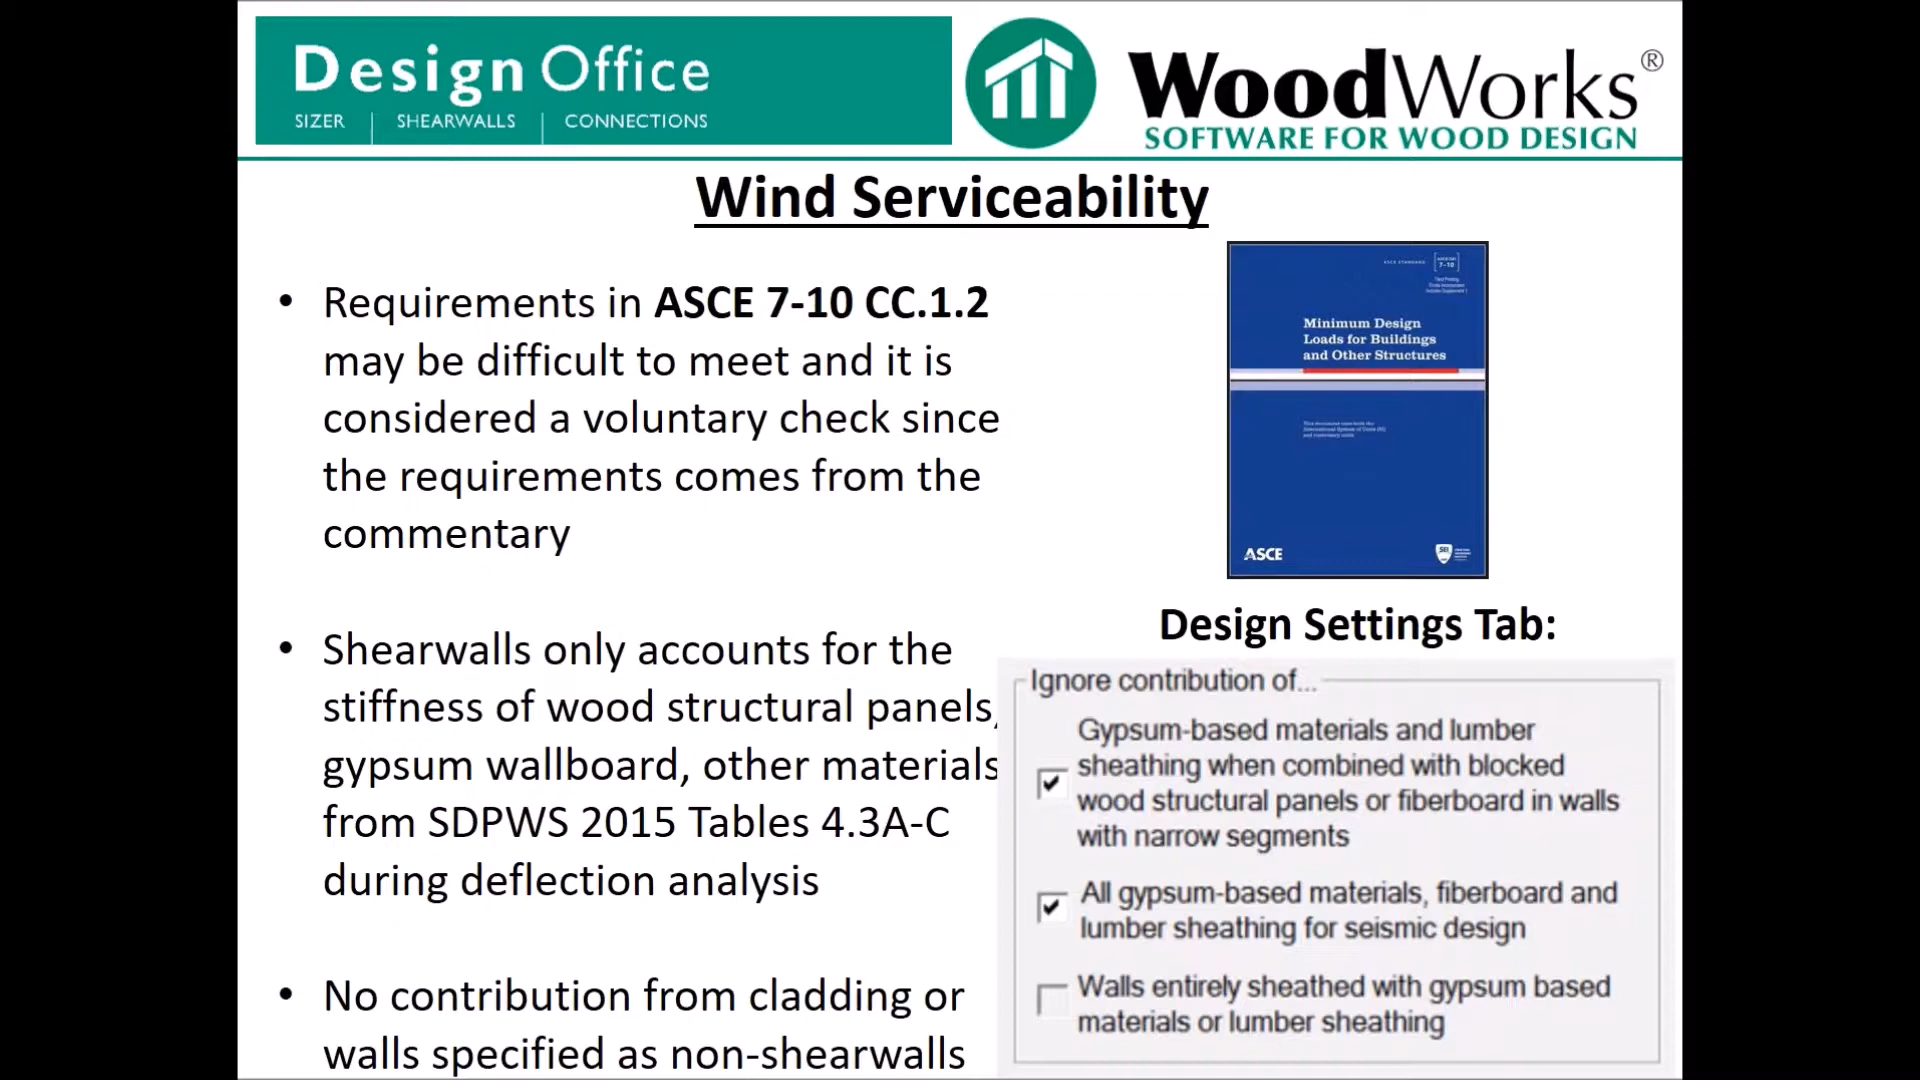 Design Office
SIZER SHEARWALLS CONNECTIONS
WoodWorks®
SOFTWARE FOR WOOD DESIGN
Wind Serviceability
• Requirements in ASCE 7-10 CC.1.2
may be difficult to meet and it is
considered a voluntary check since
the requirements comes from the
commentary
• Shearwalls only accounts for the
stiffness of wood structural panels,
gypsum wallboard, other materials
from SDPWS 2015 Tables 4.3A-C
during deflection analysis
• No contribution from cladding or
walls specified as non-shearwalls
ASCE STANDARD
7-10
Minimum Design
Loads for Buildings
and Other Structures
ASCE
SEI
Design Settings Tab:
Ignore contribution of...
Gypsum-based materials and lumber
sheathing when combined with blocked
wood structural panels or fiberboard in walls
with narrow segments
All gypsum-based materials, fiberboard and
lumber sheathing for seismic design
Walls entirely sheathed with gypsum based
materials or lumber sheathing